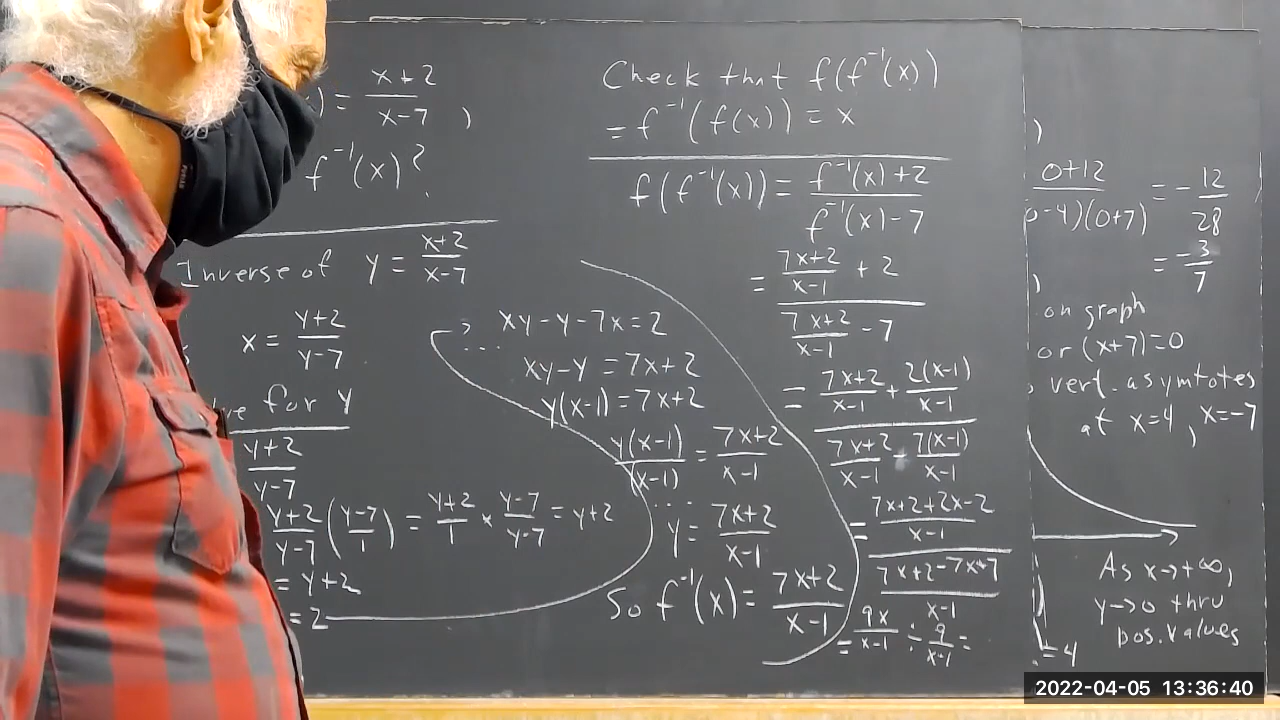 ) = x+2 / x-7 ,
f⁻¹(x)?
Inverse of y = x+2 / x-7
x = y+2 / y-7
for y
y+2 / y-7
y+2 / y-7 (y-7 / 1) = y+2 / 1 × y-7 / y-7 = y+2
= y+2
= 2
xy-y-7x=2
...
xy-y = 7x+2
y(x-1) = 7x+2
y(x-1) / (x-1) = 7x+2 / x-1
y = 7x+2 / x-1
So f⁻¹(x) = 7x+2 / x-1
Check that f(f⁻¹(x))
= f⁻¹(f(x)) = x
f(f⁻¹(x)) = f⁻¹(x)+2 / f⁻¹(x)-7
= 7x+2 / x-1 + 2
7x+2 / x-1 - 7
= 7x+2 / x-1 + 2(x-1) / x-1
7x+2 / x-1 - 7(x-1) / x-1
= 7x+2+2x-2 / x-1
7x+2-7x+7 / x-1
= 9x / x-1 ÷ 9 / x-1 =
)
0+12 / 0-4)(0+7) = - 12 / 28
= -3 / 7
)
on graph
or (x+7)=0
vert. asymtotes
at x=4, x=-7
As x→+∞,
y→0 thru
pos. values
=4
2022-04-05 13:36:40